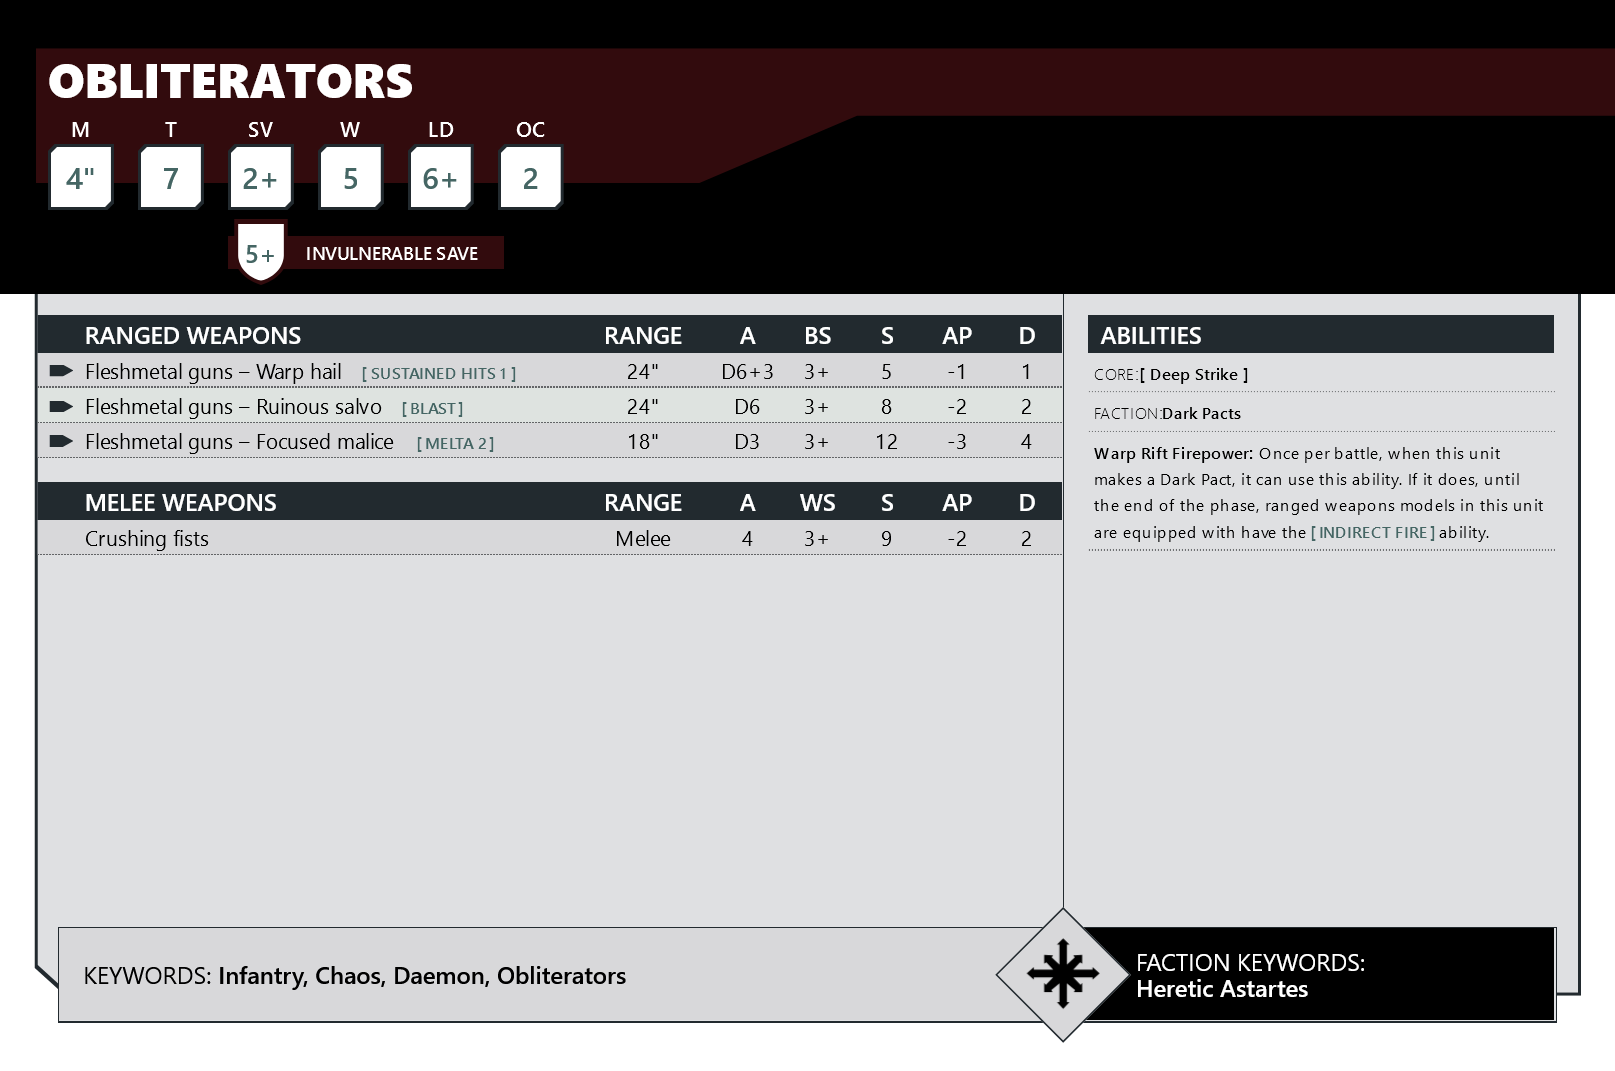 OBLITERATORS
M T SV W LD OC
4" 7 2+ 5 6+ 2
5+ INVULNERABLE SAVE
RANGED WEAPONS RANGE A BS S AP D
Fleshmetal guns – Warp hail [ SUSTAINED HITS 1 ] 24" D6+3 3+ 5 -1 1
Fleshmetal guns – Ruinous salvo [ BLAST ] 24" D6 3+ 8 -2 2
Fleshmetal guns – Focused malice [ MELTA 2 ] 18" D3 3+ 12 -3 4
MELEE WEAPONS RANGE A WS S AP D
Crushing fists Melee 4 3+ 9 -2 2
ABILITIES
CORE:[ Deep Strike ]
FACTION:Dark Pacts
Warp Rift Firepower: Once per battle, when this unit
makes a Dark Pact, it can use this ability. If it does, until
the end of the phase, ranged weapons models in this unit
are equipped with have the [ INDIRECT FIRE ] ability.
KEYWORDS: Infantry, Chaos, Daemon, Obliterators
FACTION KEYWORDS:
Heretic Astartes